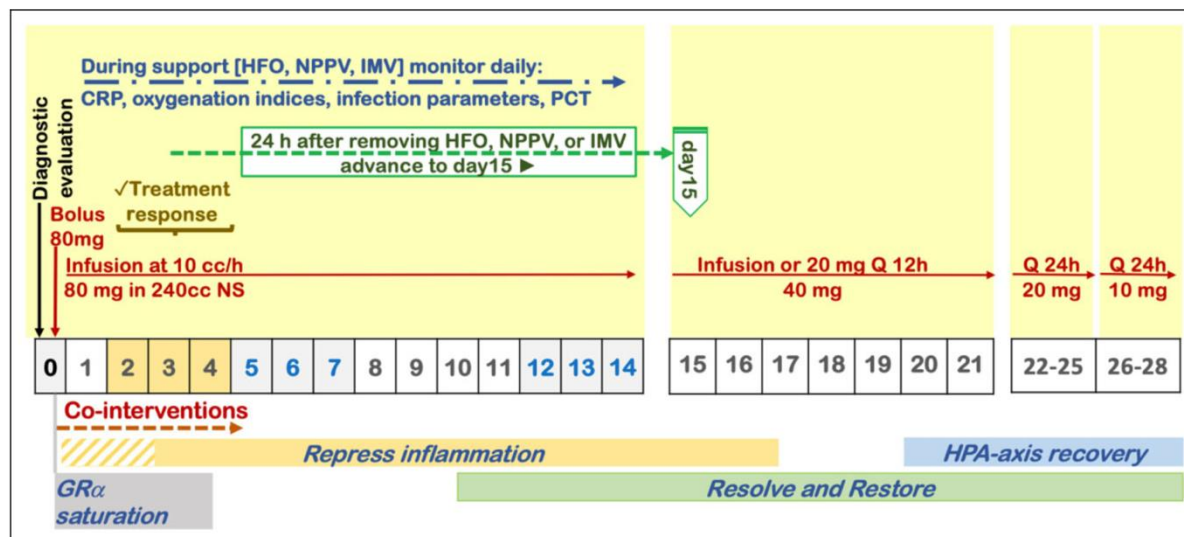 During support [HFO, NPPV, IMV] monitor daily:
CRP, oxygenation indices, infection parameters, PCT
Diagnostic
evaluation
24 h after removing HFO, NPPV, or IMV
advance to day15 ►
day15
√Treatment
response
Bolus
80mg
Infusion at 10 cc/h
80 mg in 240cc NS
Infusion or 20 mg Q 12h
40 mg
Q 24h
20 mg
Q 24h
10 mg
0 1 2 3 4 5 6 7 8 9 10 11 12 13 14 15 16 17 18 19 20 21 22-25 26-28
Co-interventions
Repress inflammation
HPA-axis recovery
GRα
saturation
Resolve and Restore